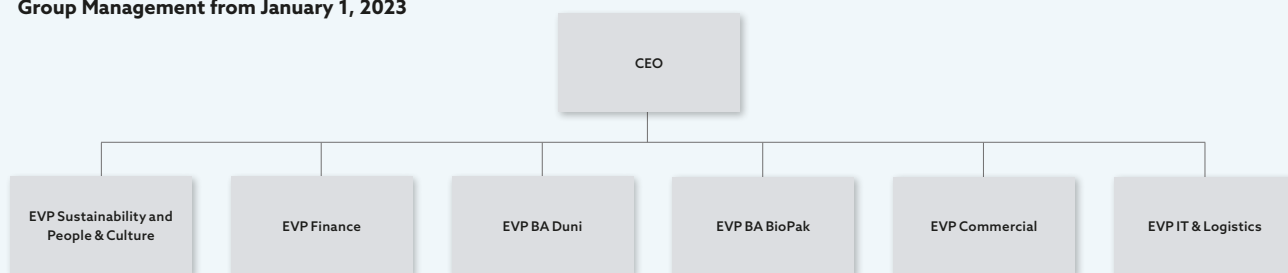 Group Management from January 1, 2023
CEO
EVP Sustainability and
People & Culture
EVP Finance
EVP BA Duni
EVP BA BioPak
EVP Commercial
EVP IT & Logistics